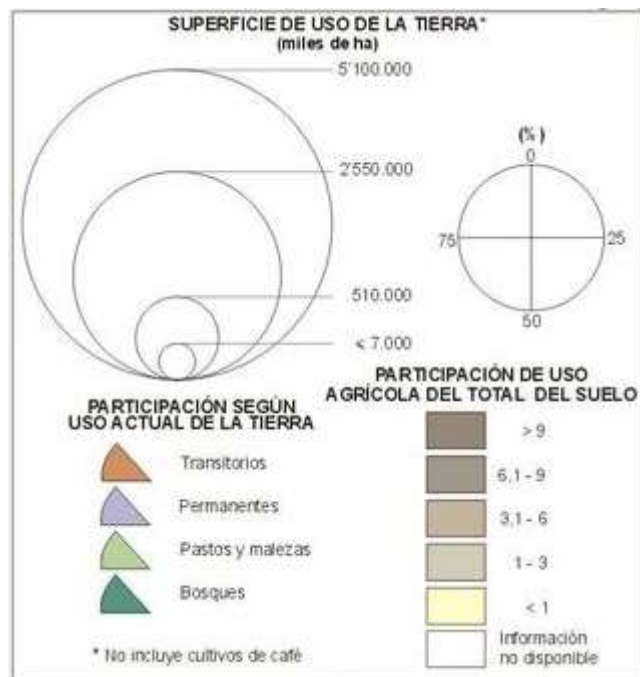 SUPERFICIE DE USO DE LA TIERRA*
(miles de ha)
5'100.000
2'550.000
510.000
< 7.000
(%)
0
75
25
50
PARTICIPACIÓN SEGÚN
USO ACTUAL DE LA TIERRA
Transitorios
Permanentes
Pastos y malezas
Bosques
* No incluye cultivos de café
PARTICIPACIÓN DE USO
AGRÍCOLA DEL TOTAL DEL SUELO
> 9
6,1 - 9
3,1 - 6
1 - 3
< 1
Información
no disponible